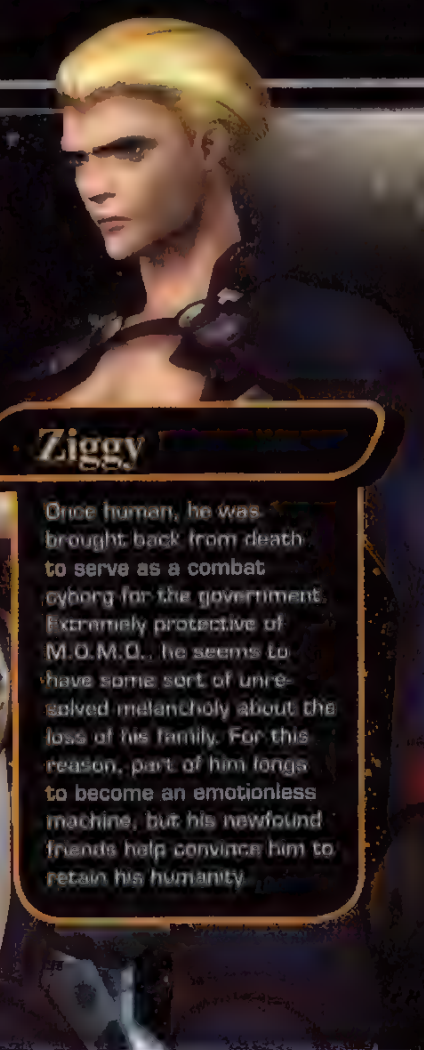 Ziggy
Once human, he was
brought back from death
to serve as a combat
cyborg for the government.
Extremely protective of
M.O.M.O., he seems to
have some sort of unre-
solved melancholy about the
loss of his family. For this
reason, part of him longs
to become an emotionless
machine, but his newfound
friends help convince him to
retain his humanity.